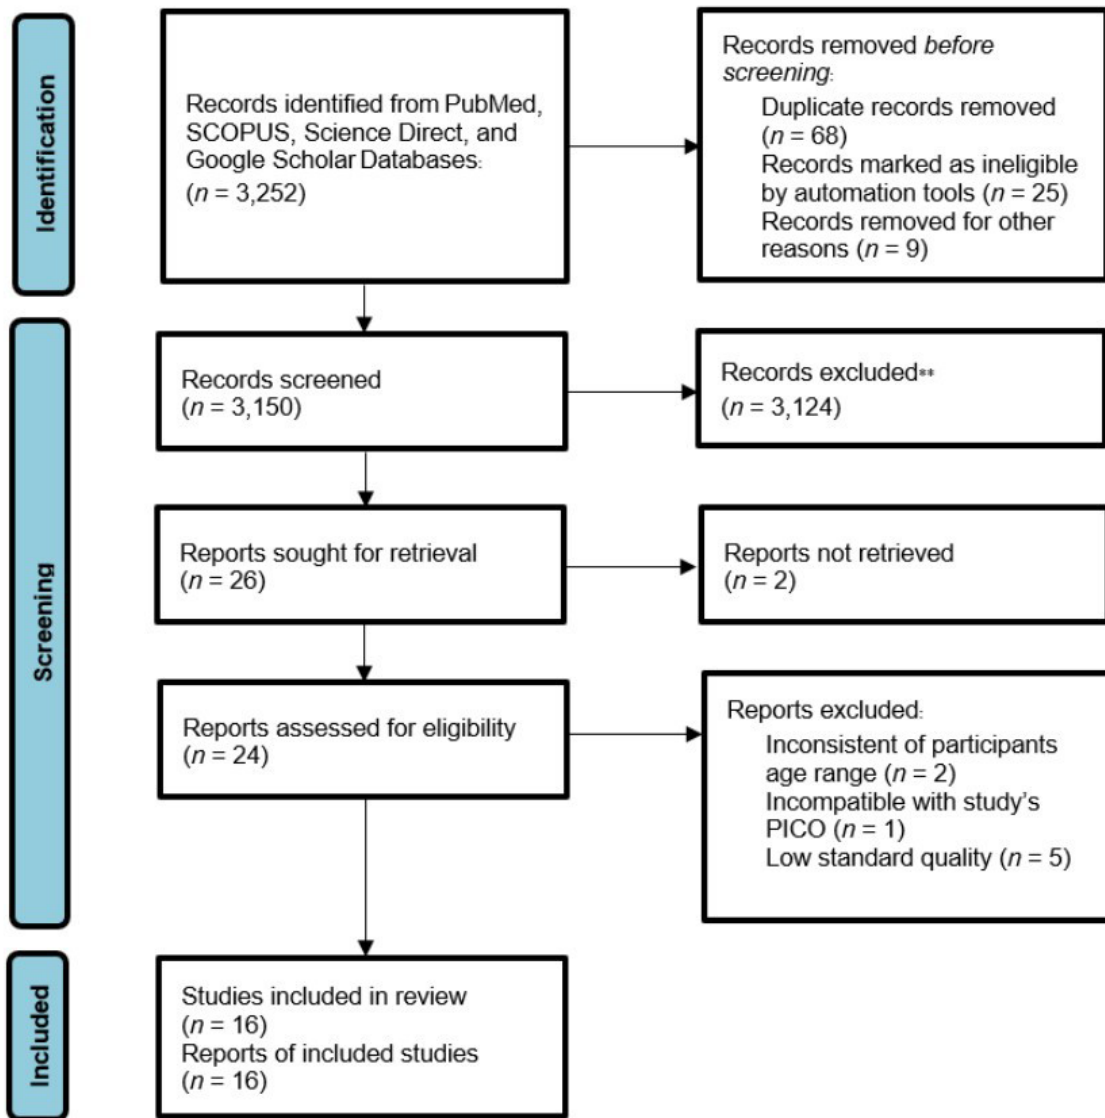 Identification
Records identified from PubMed,
SCOPUS, Science Direct, and
Google Scholar Databases:
(n = 3,252)
Records removed before
screening:
Duplicate records removed
(n = 68)
Records marked as ineligible
by automation tools (n = 25)
Records removed for other
reasons (n = 9)
Screening
Records screened
(n = 3,150)
Records excluded**
(n = 3,124)
Reports sought for retrieval
(n = 26)
Reports not retrieved
(n = 2)
Reports assessed for eligibility
(n = 24)
Reports excluded:
Inconsistent of participants
age range (n = 2)
Incompatible with study's
PICO (n = 1)
Low standard quality (n = 5)
Included
Studies included in review
(n = 16)
Reports of included studies
(n = 16)